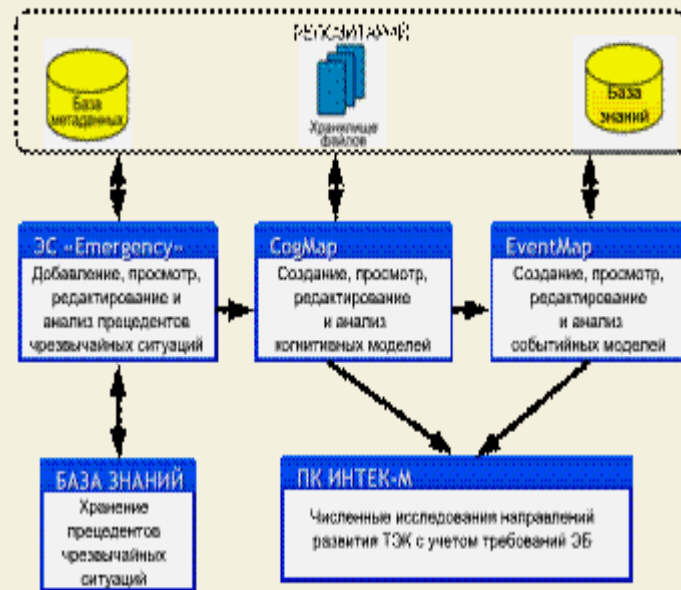 РЕПОЗИТАРИЙ
База
метаданных
Хранилище
файлов
База
знаний
ЭС «Emergency»
Добавление, просмотр,
редактирование и
анализ прецедентов
чрезвычайных ситуаций
CogMap
Создание, просмотр,
редактирование
и анализ
когнитивных моделей
EventMap
Создание, просмотр,
редактирование
и анализ
событийных моделей
БАЗА ЗНАНИЙ
Хранение
прецедентов
чрезвычайных
ситуаций
ПК ИНТЕК-М
Численные исследования направлений
развития ТЭК с учетом требований ЭБ